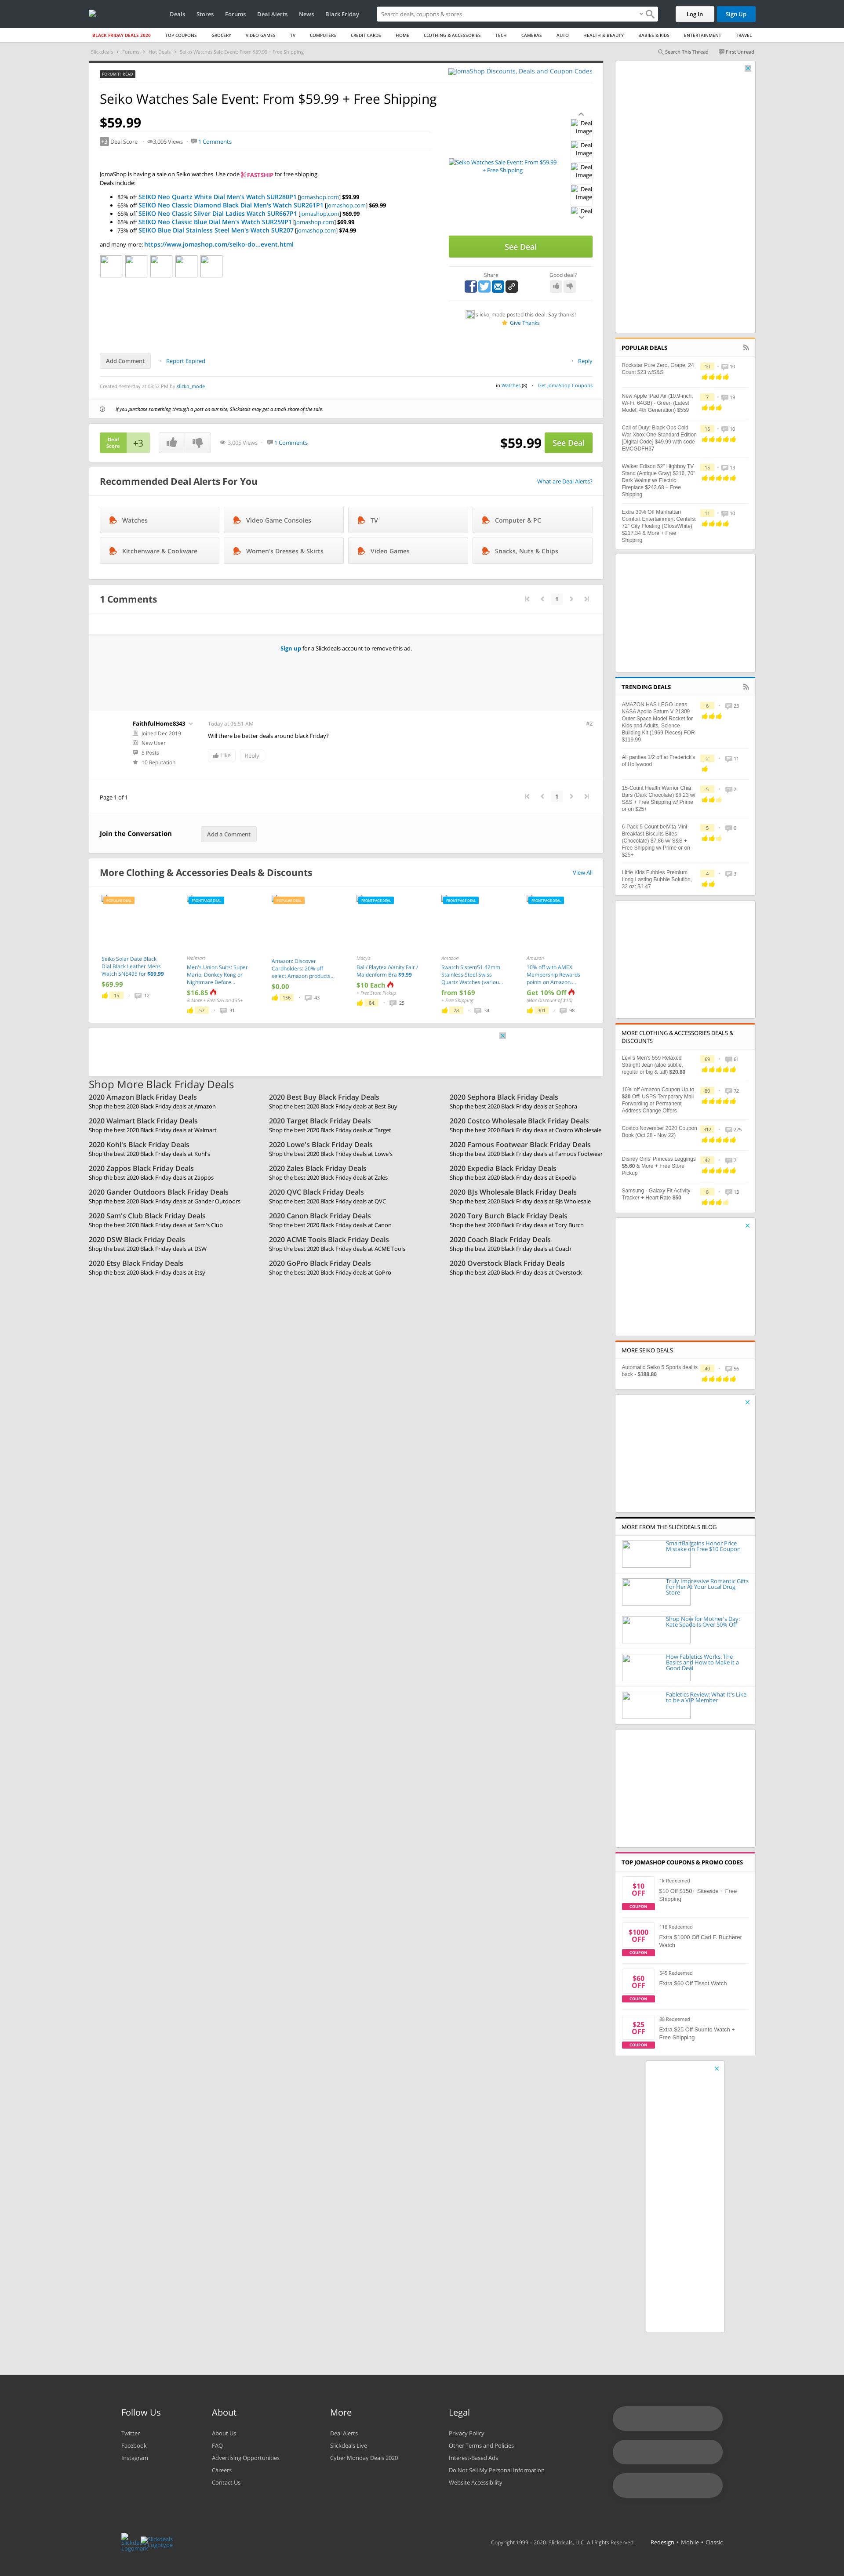 Deals
Stores
Forums
Deal Alerts
News
Black Friday
Search deals, coupons & stores
Log In
Sign Up
BLACK FRIDAY DEALS 2020
TOP COUPONS
GROCERY
VIDEO GAMES
TV
COMPUTERS
CREDIT CARDS
HOME
CLOTHING & ACCESSORIES
TECH
CAMERAS
AUTO
HEALTH & BEAUTY
BABIES & KIDS
ENTERTAINMENT
TRAVEL
Slickdeals
Forums
Hot Deals
Seiko Watches Sale Event: From $59.99 + Free Shipping
Search This Thread
First Unread
FORUM THREAD
JomaShop Discounts, Deals and Coupon Codes
Seiko Watches Sale Event: From $59.99 + Free Shipping
$59.99
+3 Deal Score
3,005 Views
1 Comments
JomaShop is having a sale on Seiko watches. Use code FASTSHIP for free shipping.
Deals include:
82% off SEIKO Neo Quartz White Dial Men's Watch SUR280P1 [jomashop.com] $59.99
65% off SEIKO Neo Classic Diamond Black Dial Men's Watch SUR261P1 [jomashop.com] $69.99
65% off SEIKO Neo Classic Silver Dial Ladies Watch SUR667P1 [jomashop.com] $69.99
65% off SEIKO Neo Classic Blue Dial Men's Watch SUR259P1 [jomashop.com] $69.99
73% off SEIKO Blue Dial Stainless Steel Men's Watch SUR207 [jomashop.com] $74.99
and many more: https://www.jomashop.com/seiko-do...event.html
Seiko Watches Sale Event: From $59.99
+ Free Shipping
Deal
Image
Deal
Image
Deal
Image
Deal
Image
Deal
See Deal
Share
Good deal?
slicko_mode posted this deal. Say thanks!
Give Thanks
Add Comment
Report Expired
Reply
Created Yesterday at 08:52 PM by slicko_mode
in Watches (8)
Get JomaShop Coupons
If you purchase something through a post on our site, Slickdeals may get a small share of the sale.
Deal
Score
+3
3,005 Views
1 Comments
$59.99
See Deal
Recommended Deal Alerts For You
What are Deal Alerts?
Watches
Video Game Consoles
TV
Computer & PC
Kitchenware & Cookware
Women's Dresses & Skirts
Video Games
Snacks, Nuts & Chips
1 Comments
1
Sign up for a Slickdeals account to remove this ad.
FaithfulHome8343
Joined Dec 2019
New User
5 Posts
10 Reputation
Today at 06:51 AM
#2
Will there be better deals around black Friday?
Like
Reply
Page 1 of 1
1
Join the Conversation
Add a Comment
More Clothing & Accessories Deals & Discounts
View All
POPULAR DEAL
Seiko Solar Date Black
Dial Black Leather Mens
Watch SNE495 for $69.99
$69.99
15
12
FRONTPAGE DEAL
Walmart
Men's Union Suits: Super
Mario, Donkey Kong or
Nightmare Before...
$16.85
& More + Free S/H on $35+
57
31
POPULAR DEAL
Amazon: Discover
Cardholders: 20% off
select Amazon products...
$0.00
156
43
FRONTPAGE DEAL
Macy's
Bali/ Playtex /Vanity Fair /
Maidenform Bra $9.99
$10 Each
+ Free Store Pickup
84
25
FRONTPAGE DEAL
Amazon
Swatch Sistem51 42mm
Stainless Steel Swiss
Quartz Watches (variou...
from $169
+ Free Shipping
28
34
FRONTPAGE DEAL
Amazon
10% off with AMEX
Membership Rewards
points on Amazon....
Get 10% Off
(Max Discount of $10)
301
98
Shop More Black Friday Deals
2020 Amazon Black Friday Deals
Shop the best 2020 Black Friday deals at Amazon
2020 Best Buy Black Friday Deals
Shop the best 2020 Black Friday deals at Best Buy
2020 Sephora Black Friday Deals
Shop the best 2020 Black Friday deals at Sephora
2020 Walmart Black Friday Deals
Shop the best 2020 Black Friday deals at Walmart
2020 Target Black Friday Deals
Shop the best 2020 Black Friday deals at Target
2020 Costco Wholesale Black Friday Deals
Shop the best 2020 Black Friday deals at Costco Wholesale
2020 Kohl's Black Friday Deals
Shop the best 2020 Black Friday deals at Kohl's
2020 Lowe's Black Friday Deals
Shop the best 2020 Black Friday deals at Lowe's
2020 Famous Footwear Black Friday Deals
Shop the best 2020 Black Friday deals at Famous Footwear
2020 Zappos Black Friday Deals
Shop the best 2020 Black Friday deals at Zappos
2020 Zales Black Friday Deals
Shop the best 2020 Black Friday deals at Zales
2020 Expedia Black Friday Deals
Shop the best 2020 Black Friday deals at Expedia
2020 Gander Outdoors Black Friday Deals
Shop the best 2020 Black Friday deals at Gander Outdoors
2020 QVC Black Friday Deals
Shop the best 2020 Black Friday deals at QVC
2020 BJs Wholesale Black Friday Deals
Shop the best 2020 Black Friday deals at BJs Wholesale
2020 Sam's Club Black Friday Deals
Shop the best 2020 Black Friday deals at Sam's Club
2020 Canon Black Friday Deals
Shop the best 2020 Black Friday deals at Canon
2020 Tory Burch Black Friday Deals
Shop the best 2020 Black Friday deals at Tory Burch
2020 DSW Black Friday Deals
Shop the best 2020 Black Friday deals at DSW
2020 ACME Tools Black Friday Deals
Shop the best 2020 Black Friday deals at ACME Tools
2020 Coach Black Friday Deals
Shop the best 2020 Black Friday deals at Coach
2020 Etsy Black Friday Deals
Shop the best 2020 Black Friday deals at Etsy
2020 GoPro Black Friday Deals
Shop the best 2020 Black Friday deals at GoPro
2020 Overstock Black Friday Deals
Shop the best 2020 Black Friday deals at Overstock
POPULAR DEALS
Rockstar Pure Zero, Grape, 24
Count $23 w/S&S
10
16
New Apple iPad Air (10.9-inch,
Wi-Fi, 64GB) - Green (Latest
Model, 4th Generation) $559
7
19
Call of Duty: Black Ops Cold
War Xbox One Standard Edition
[Digital Code] $49.99 with code
EMCGDFH37
15
10
Walker Edison 52" Highboy TV
Stand (Antique Gray) $216, 70"
Dark Walnut w/ Electric
Fireplace $243.68 + Free
Shipping
15
13
Extra 30% Off Manhattan
Comfort Entertainment Centers:
72" City Floating (GlossWhite)
$217.34 & More + Free
Shipping
11
10
TRENDING DEALS
AMAZON HAS LEGO Ideas
NASA Apollo Saturn V 21309
Outer Space Model Rocket for
Kids and Adults, Science
Building Kit (1969 Pieces) FOR
$119.99
6
23
All panties 1/2 off at Frederick's
of Hollywood
2
11
15-Count Health Warrior Chia
Bars (Dark Chocolate) $8.23 w/
S&S + Free Shipping w/ Prime
or on $25+
5
2
6-Pack 5-Count belVita Mini
Breakfast Biscuits Bites
(Chocolate) $7.86 w/ S&S +
Free Shipping w/ Prime or on
$25+
5
0
Little Kids Fubbles Premium
Long Lasting Bubble Solution,
32 oz: $1.47
4
3
MORE CLOTHING & ACCESSORIES DEALS &
DISCOUNTS
Levi's Men's 559 Relaxed
Straight Jean (aloe subtle,
regular or big & tall) $20.80
69
61
10% off Amazon Coupon Up to
$20 Off! USPS Temporary Mail
Forwarding or Permanent
Address Change Offers
80
72
Costco November 2020 Coupon
Book (Oct 28 - Nov 22)
312
225
Disney Girls' Princess Leggings
$5.60 & More + Free Store
Pickup
42
7
Samsung - Galaxy Fit Activity
Tracker + Heart Rate $50
8
13
MORE SEIKO DEALS
Automatic Seiko 5 Sports deal is
back - $188.80
40
56
MORE FROM THE SLICKDEALS BLOG
SmartBargains Honor Price
Mistake on Free $10 Coupon
Truly Impressive Romantic Gifts
For Her At Your Local Drug
Store
Shop Now for Mother's Day:
Kate Spade Is Over 50% Off
How Fabletics Works: The
Basics and How to Make it a
Good Deal
Fabletics Review: What It's Like
to be a VIP Member
TOP JOMASHOP COUPONS & PROMO CODES
$10
OFF
COUPON
1k Redeemed
$10 Off $150+ Sitewide + Free
Shipping
$1000
OFF
COUPON
118 Redeemed
Extra $1000 Off Carl F. Bucherer
Watch
$60
OFF
COUPON
545 Redeemed
Extra $60 Off Tissot Watch
$25
OFF
COUPON
88 Redeemed
Extra $25 Off Suunto Watch +
Free Shipping
Follow Us
Twitter
Facebook
Instagram
About
About Us
FAQ
Advertising Opportunities
Careers
Contact Us
More
Deal Alerts
Slickdeals Live
Cyber Monday Deals 2020
Legal
Privacy Policy
Other Terms and Policies
Interest-Based Ads
Do Not Sell My Personal Information
Website Accessibility
Copyright 1999 - 2020. Slickdeals, LLC. All Rights Reserved.
Redesign • Mobile • Classic